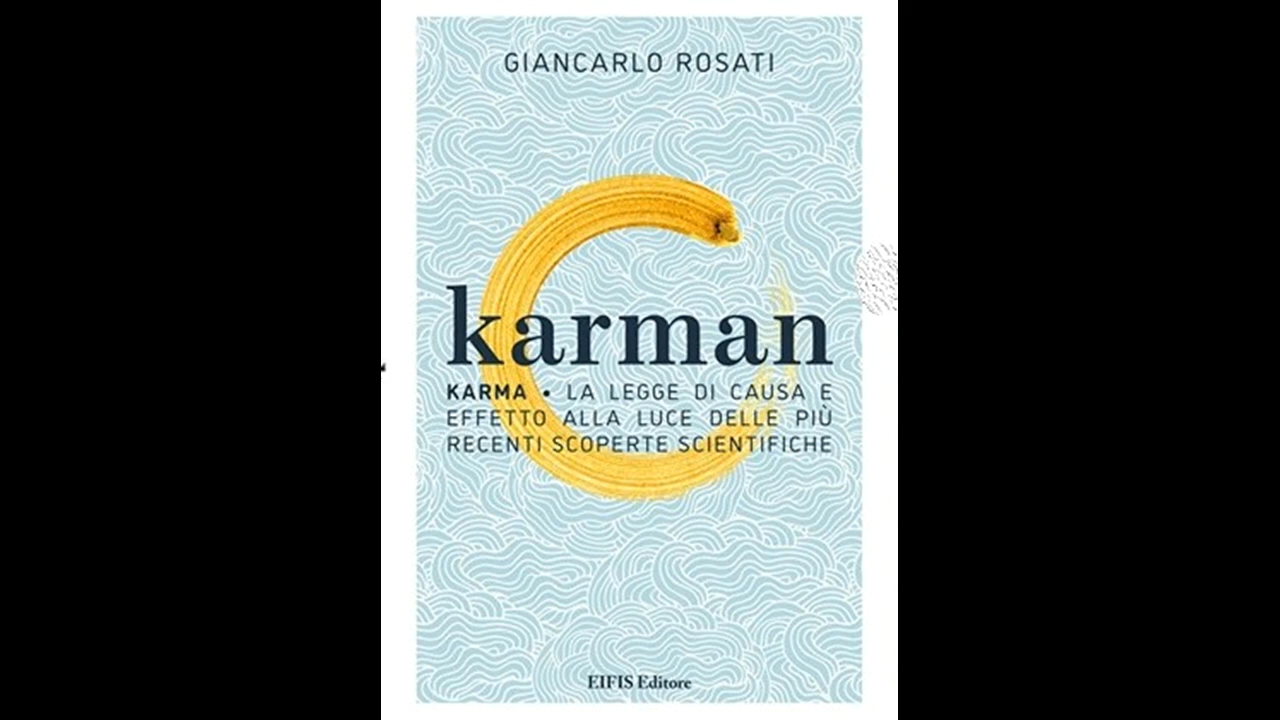 GIANCARLO ROSATI
karman
KARMA • LA LEGGE DI CAUSA E
EFFETTO ALLA LUCE DELLE PIÙ
RECENTI SCOPERTE SCIENTIFICHE
EIFIS Editore